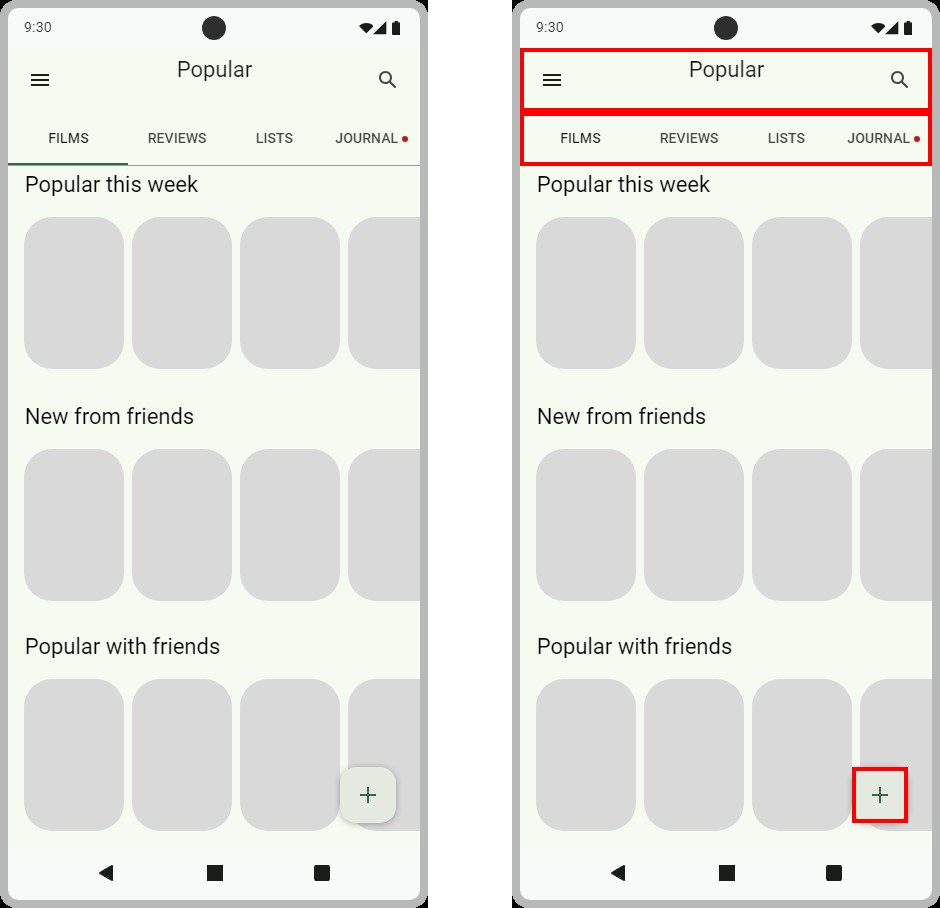 9:30
Popular
FILMS REVIEWS LISTS JOURNAL
Popular this week
New from friends
Popular with friends
9:30
Popular
FILMS REVIEWS LISTS JOURNAL
Popular this week
New from friends
Popular with friends